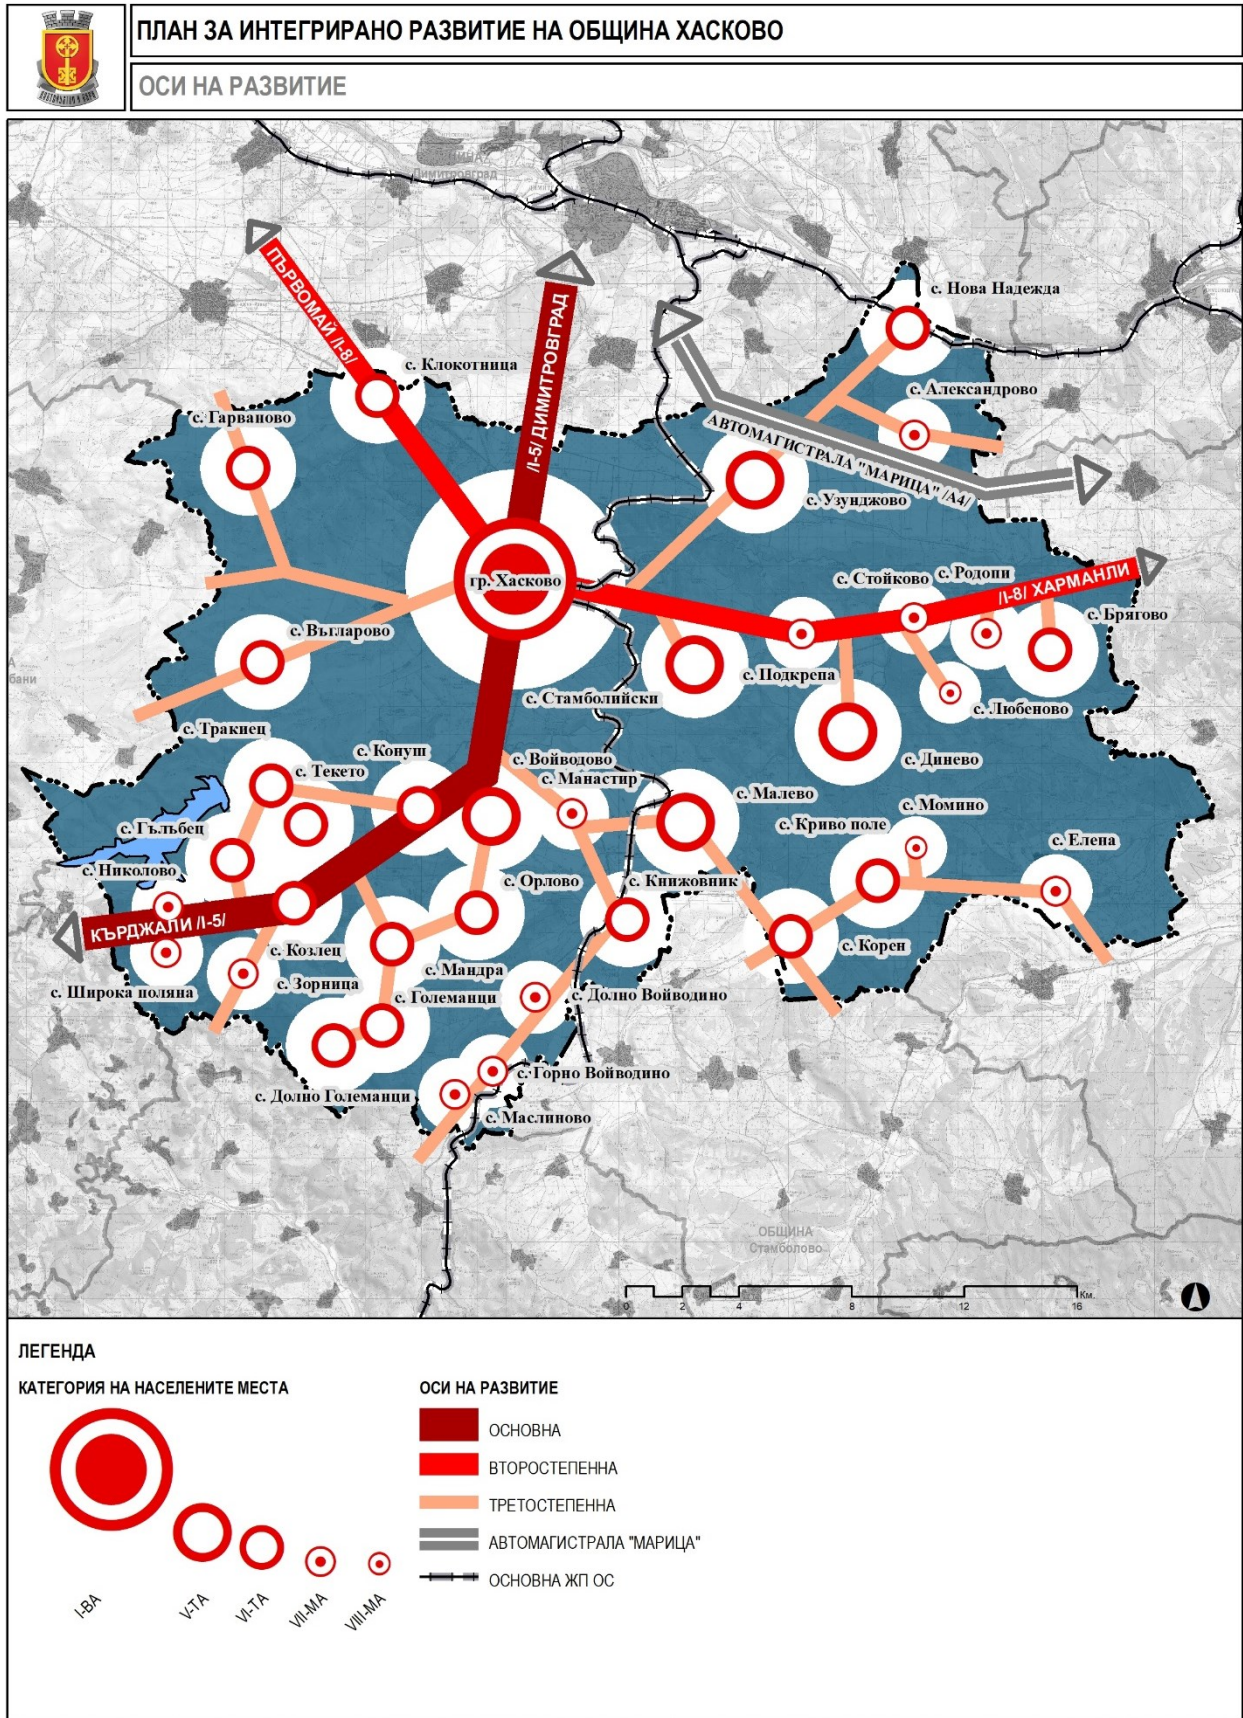 ПЛАН ЗА ИНТЕГРИРАНО РАЗВИТИЕ НА ОБЩИНА ХАСКОВО
ОСИ НА РАЗВИТИЕ
Димитровград
с. Нова Надежда
ПЪРВОМАЙ /I-8/
/I-5/ ДИМИТРОВГРАД
с. Клокотница
с. Александрово
с. Гарваново
АВТОМАГИСТРАЛА "МАРИЦА" /А4/
с. Узунджово
гр. Хасково
с. Стойково
с. Родопи
/I-8/ ХАРМАНЛИ
с. Брягово
с. Въгларово
с. Подкрепа
с. Стамболийски
с. Любеново
с. Тракиец
с. Конуш
с. Войводово
с. Динево
с. Текето
с. Манастир
с. Малево
с. Момино
с. Гълъбец
с. Криво поле
с. Елена
с. Николово
с. Орлово
с. Книжовник
КЪРДЖАЛИ /I-5/
с. Козлец
с. Мандра
с. Корен
с. Широка поляна
с. Зорница
с. Големанци
с. Долно Войводино
с. Горно Войводино
с. Долно Големанци
с. Маслиново
ОБЩИНА
Стамболово
Км.
0 2 4 8 12 16
ЛЕГЕНДА
КАТЕГОРИЯ НА НАСЕЛЕНИТЕ МЕСТА
I-ВА
V-ТА
VI-ТА
VII-МА
VIII-МА
ОСИ НА РАЗВИТИЕ
ОСНОВНА
ВТОРОСТЕПЕННА
ТРЕТОСТЕПЕННА
АВТОМАГИСТРАЛА "МАРИЦА"
ОСНОВНА ЖП ОС